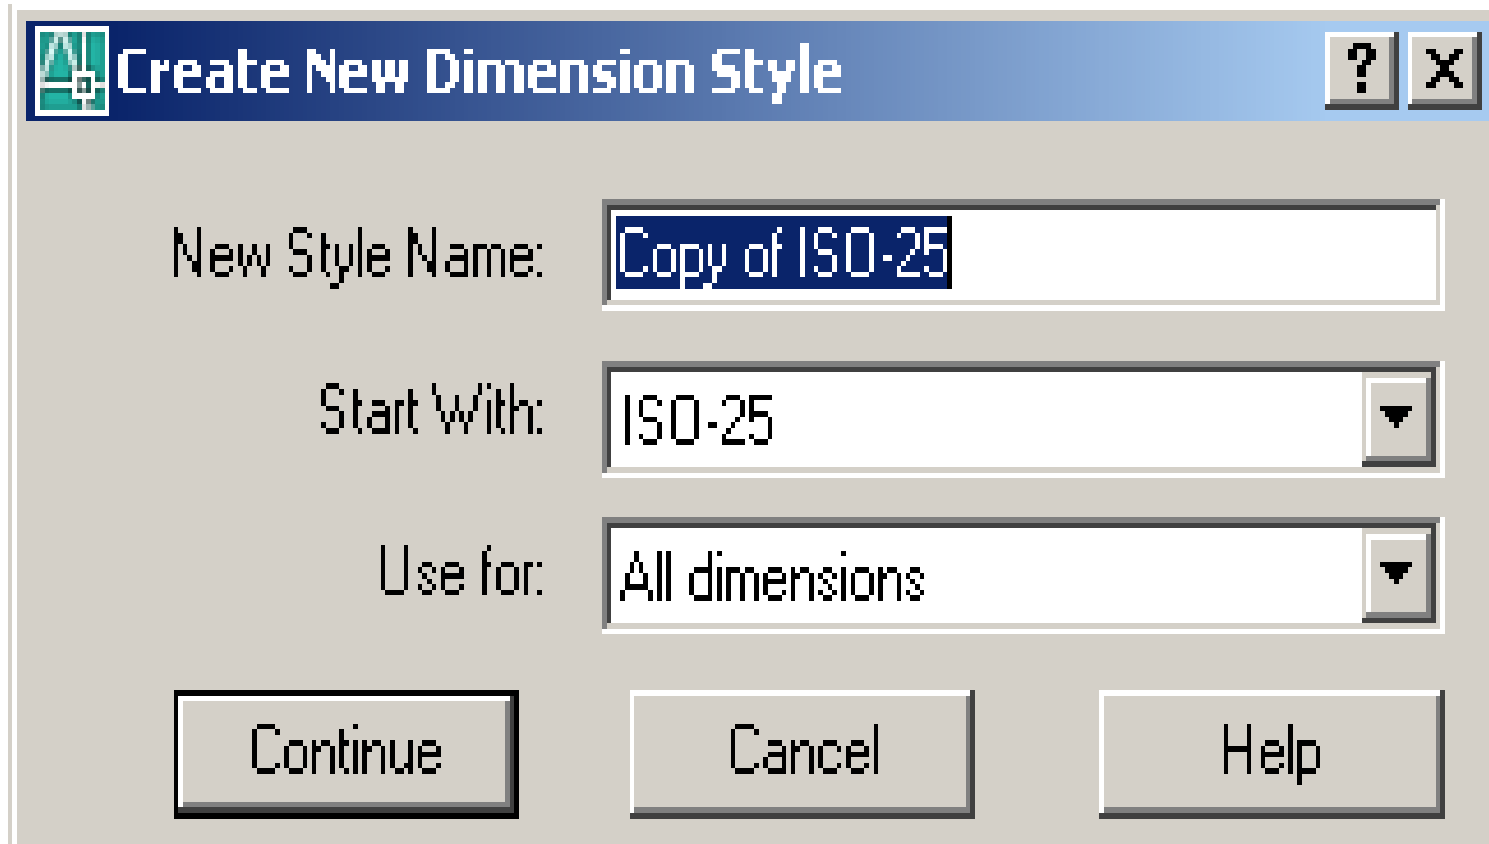 Create New Dimension Style ? X
New Style Name: Copy of ISO-25
Start With: ISO-25
Use for: All dimensions
Continue Cancel Help